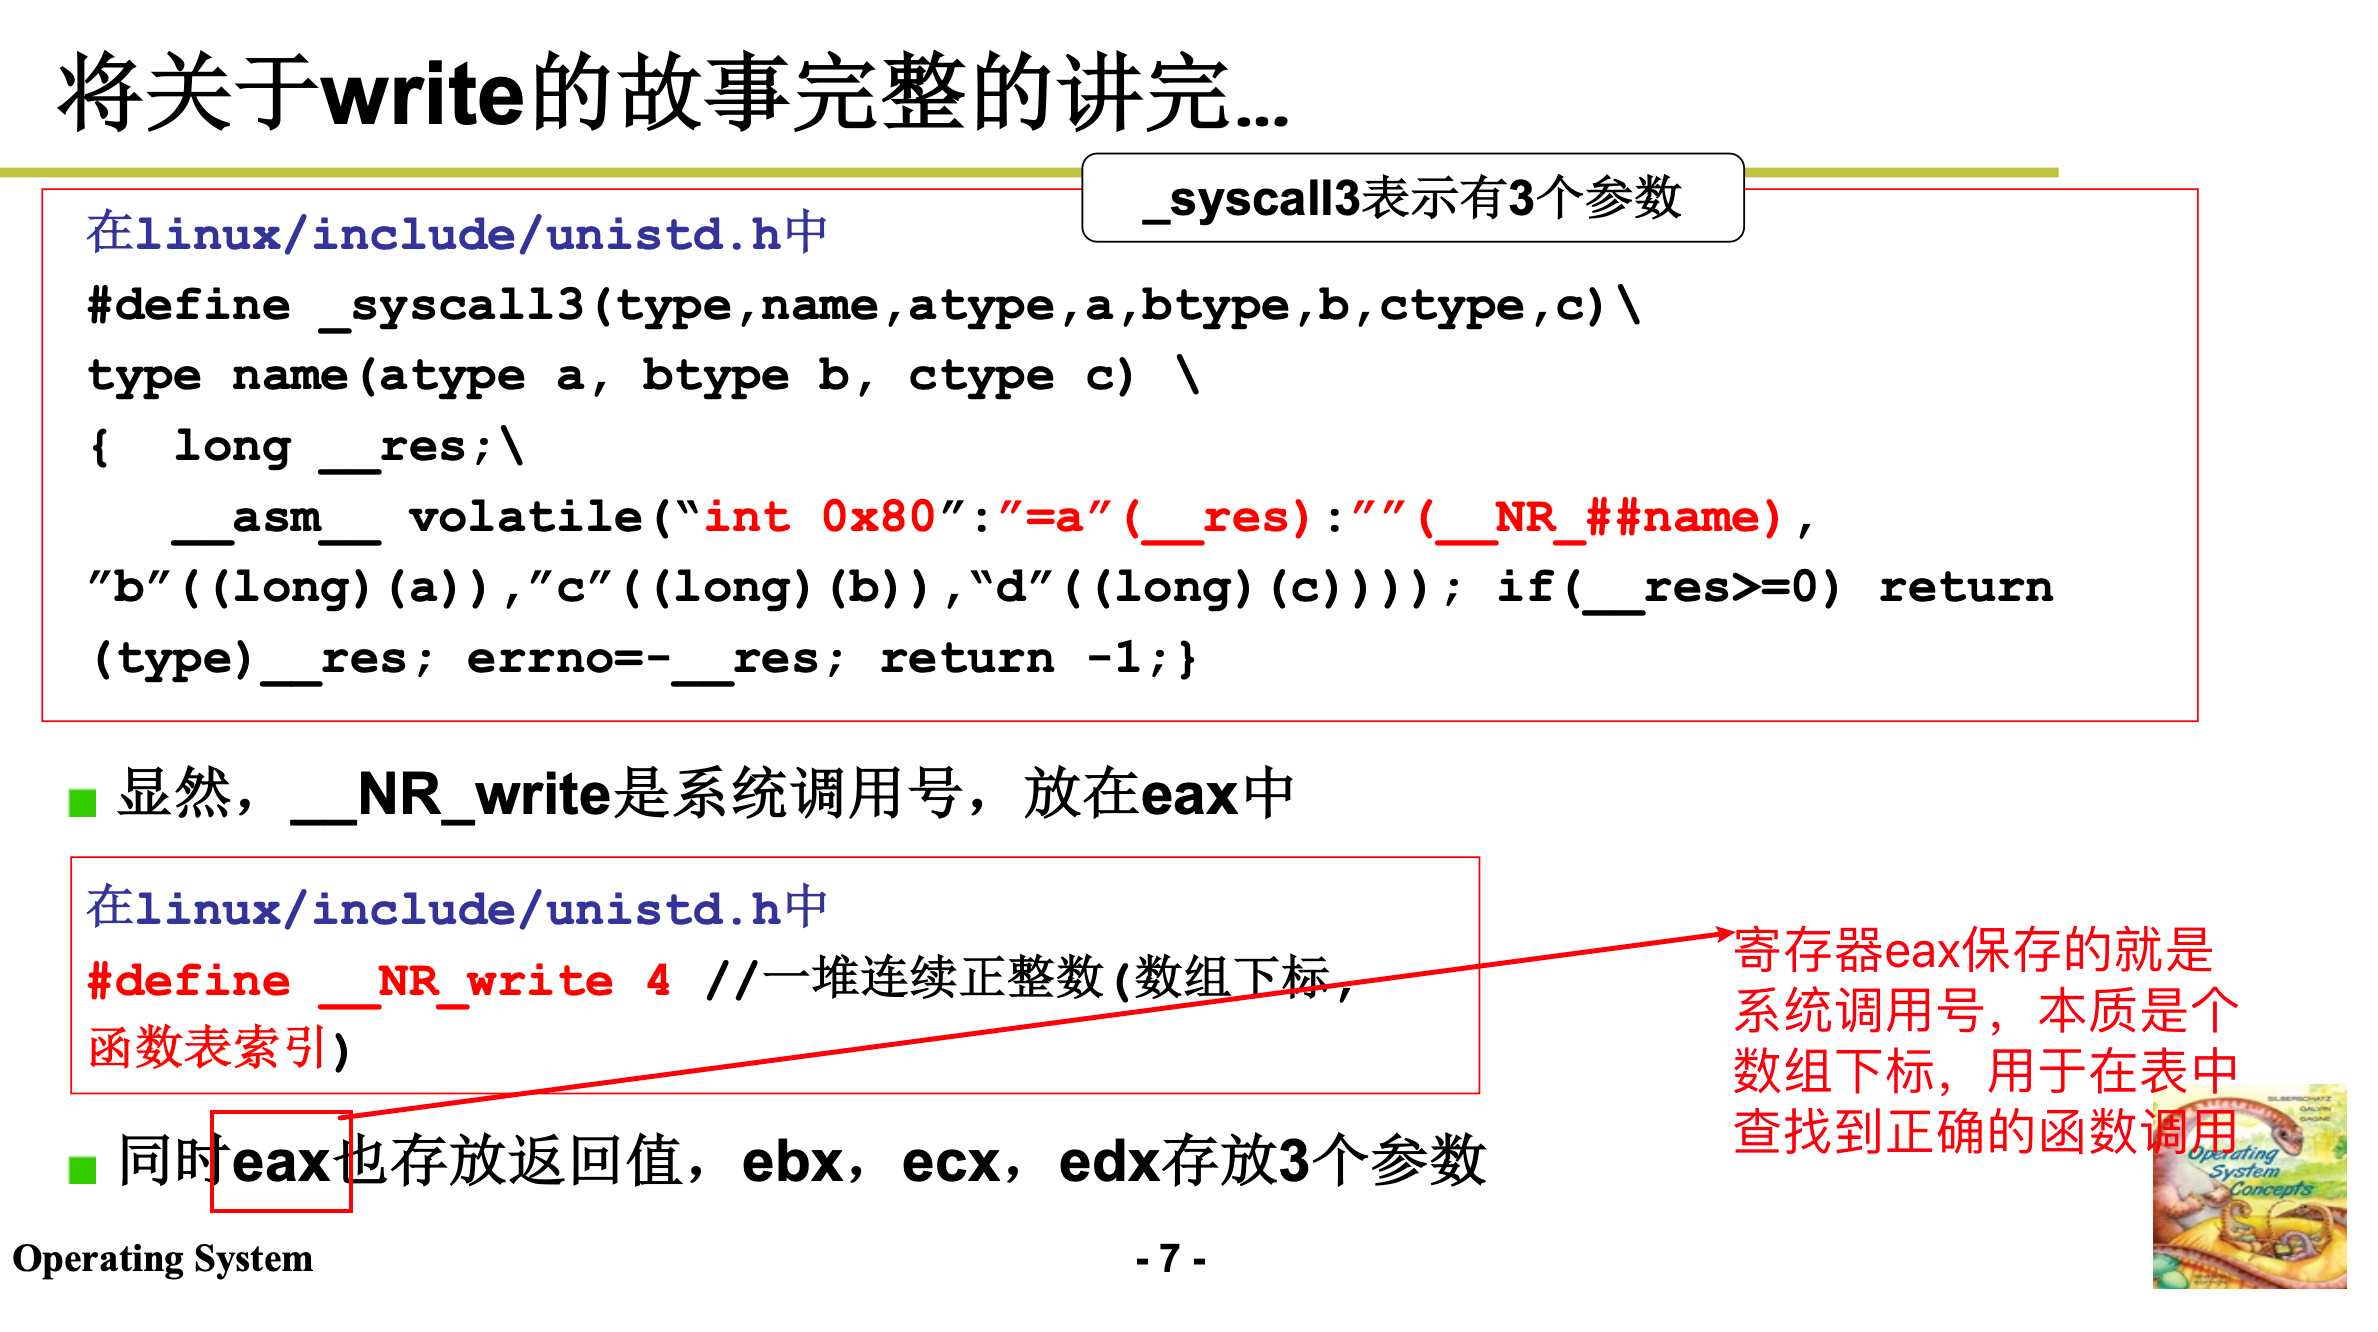 将关于write的故事完整的讲完...
_syscall3表示有3个参数
在linux/include/unistd.h中
#define _syscall3(type,name,atype,a,btype,b,ctype,c)\
type name(atype a, btype b, ctype c) \
{ long __res;\
__asm__ volatile(“int 0x80”:”=a”(__res):””(__NR_##name),
”b”((long)(a)),”c”((long)(b)),“d”((long)(c)))); if(__res>=0) return
(type)__res; errno=-__res; return -1;}
显然，__NR_write是系统调用号，放在eax中
在linux/include/unistd.h中
#define __NR_write 4 //一堆连续正整数(数组下标,
函数表索引)
寄存器eax保存的就是
系统调用号，本质是个
数组下标，用于在表中
查找到正确的函数调用
同时eax也存放返回值，ebx，ecx，edx存放3个参数
SILBERSCHATZ
GALVIN
GAGNE
Operating
System
Concepts
Operating System
- 7 -